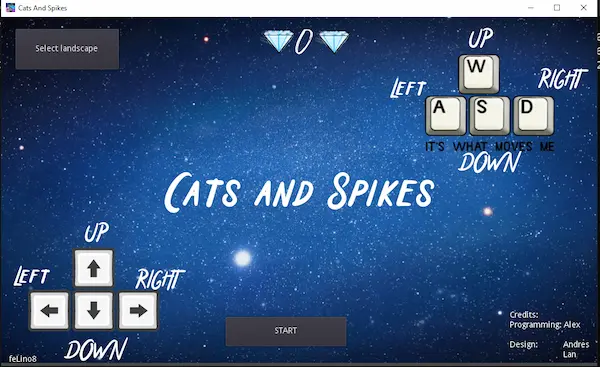 Cats And Spikes
Select landscape
0
UP
W
LEFT
RIGHT
A S D
IT'S WHAT MOVES ME
DOWN
CATS AND SPIKES
UP
LEFT
RIGHT
DOWN
START
Credits:
Programming: Alex
Design: Andrès
Lan
feLino8